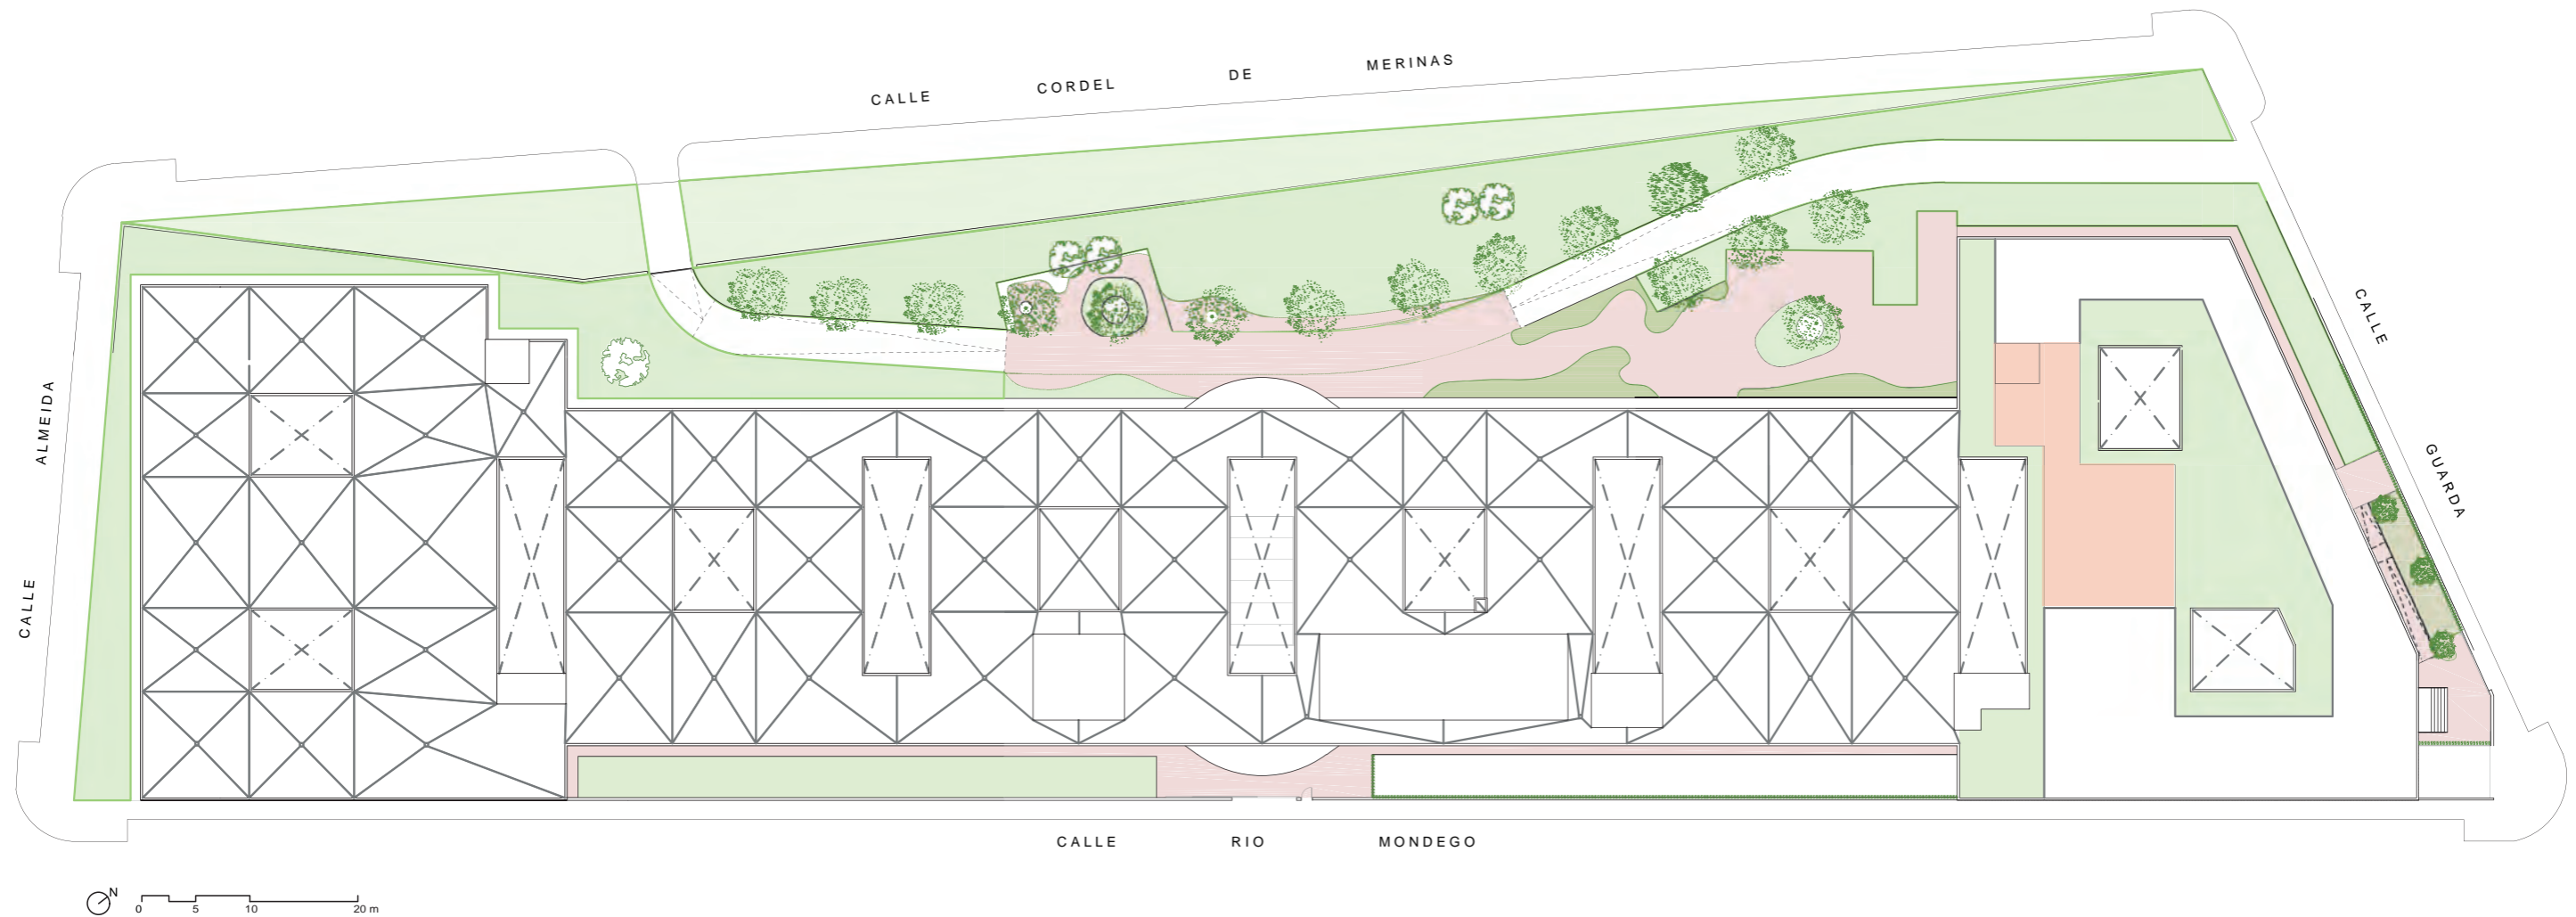 CALLE CORDEL DE MERINAS
CALLE ALMEIDA
CALLE GUARDA
CALLE RIO MONDEGO
N
0 5 10 20 m